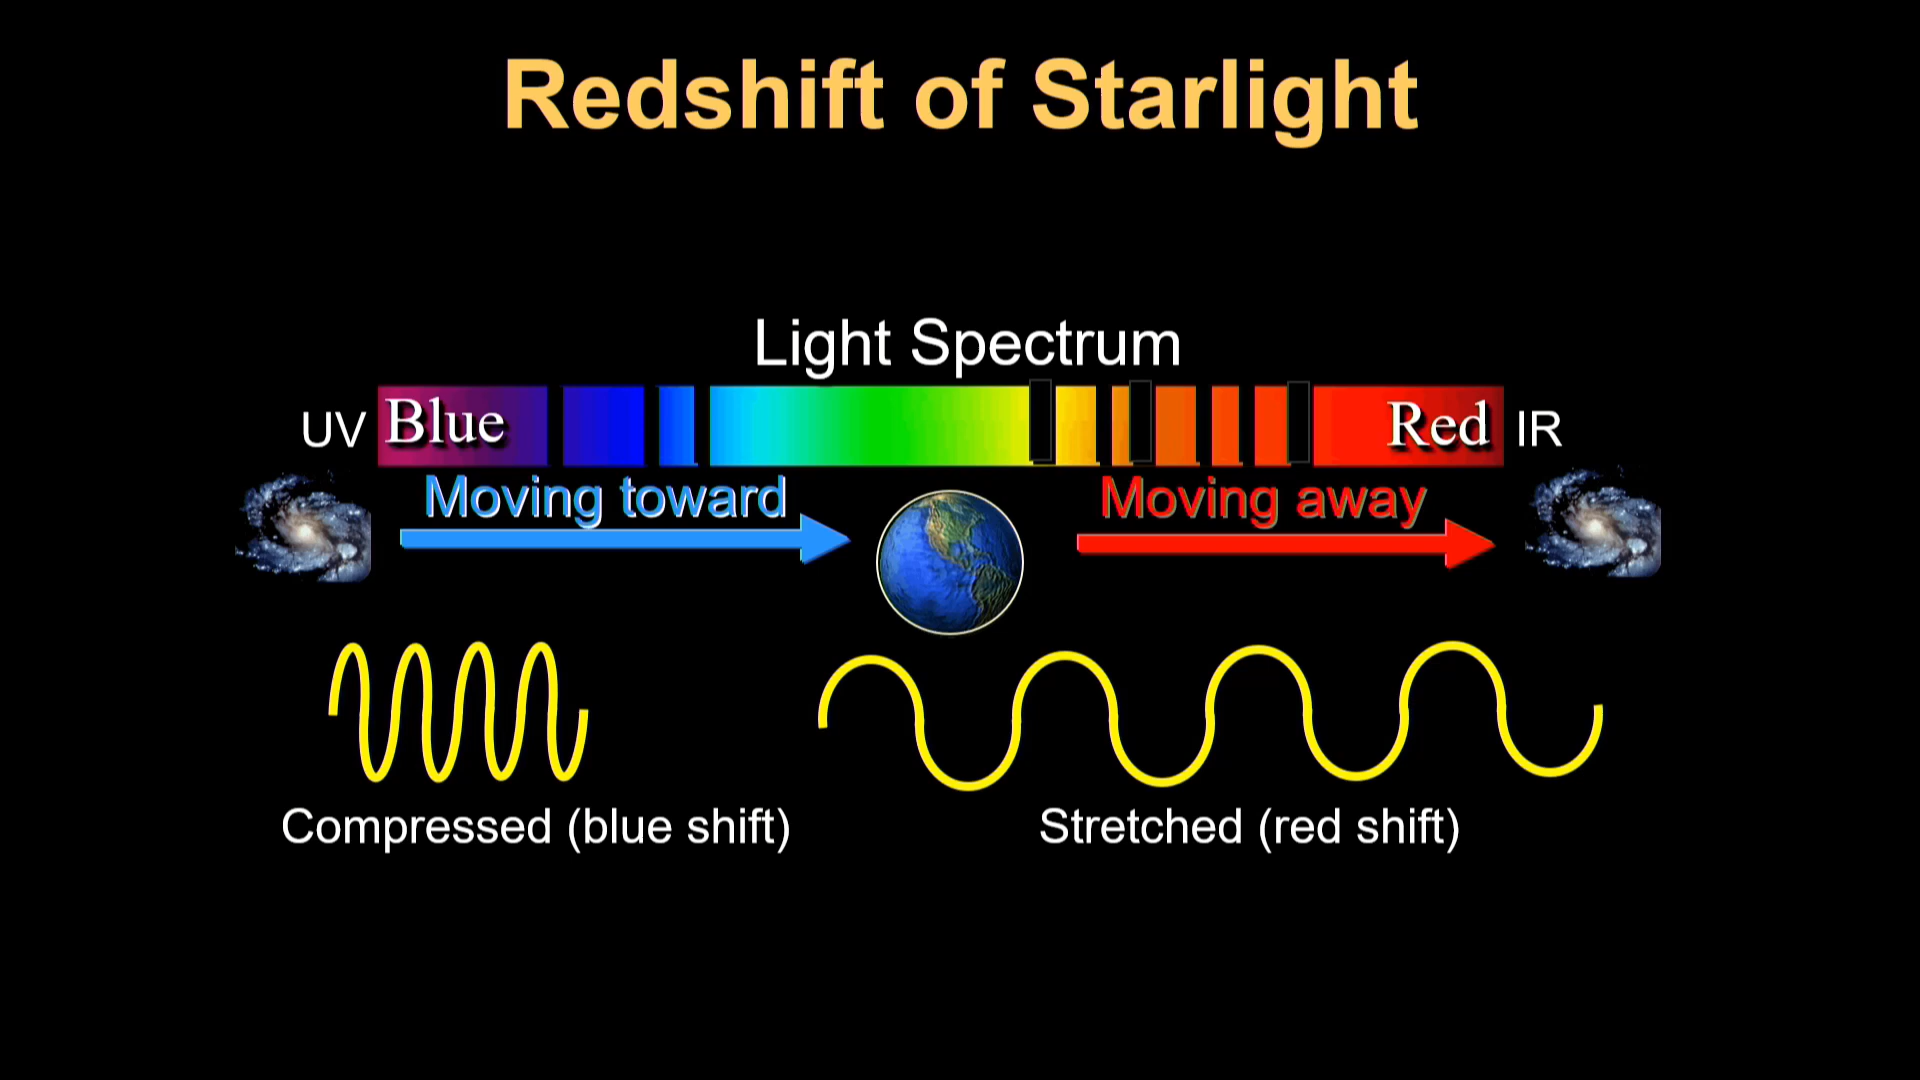 Redshift of Starlight
Light Spectrum
UV Blue Red IR
Moving toward Moving away
Compressed (blue shift) Stretched (red shift)